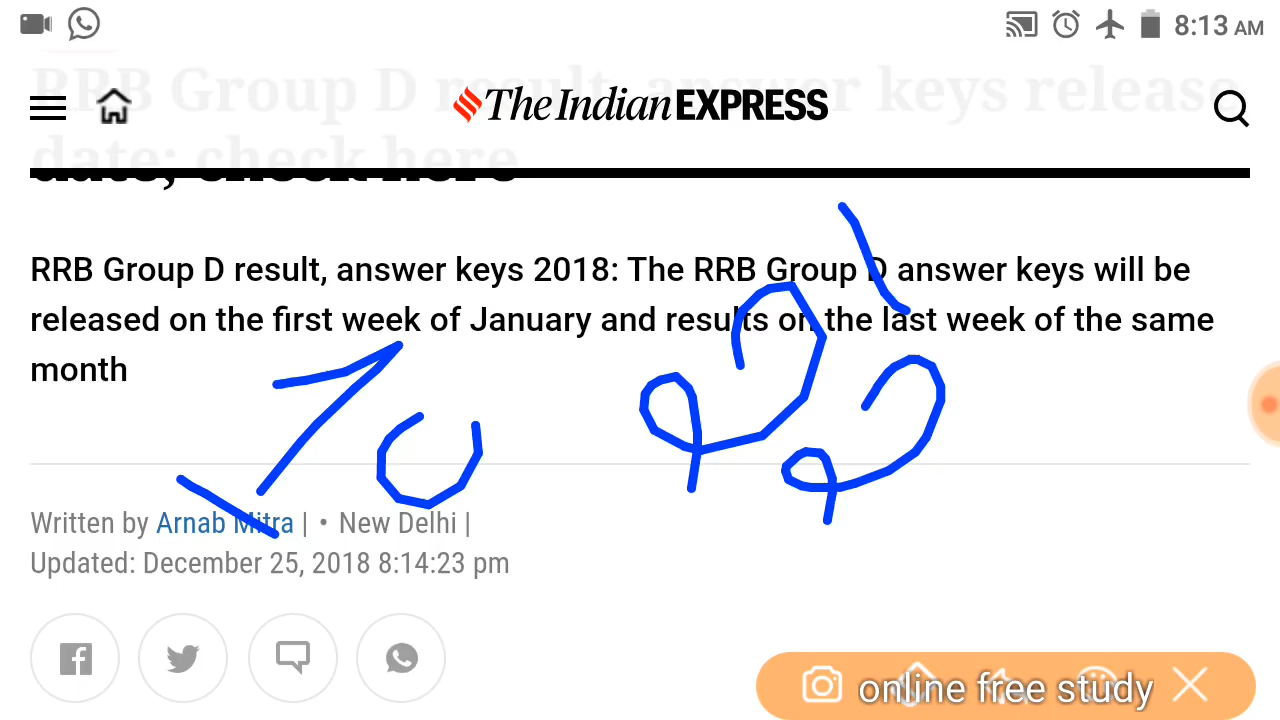 8:13 AM
RRB Group D result, answer keys release
The Indian EXPRESS
date; check here
RRB Group D result, answer keys 2018: The RRB Group D answer keys will be
released on the first week of January and results on the last week of the same
month
Written by Arnab Mitra | • New Delhi |
Updated: December 25, 2018 8:14:23 pm
online free study